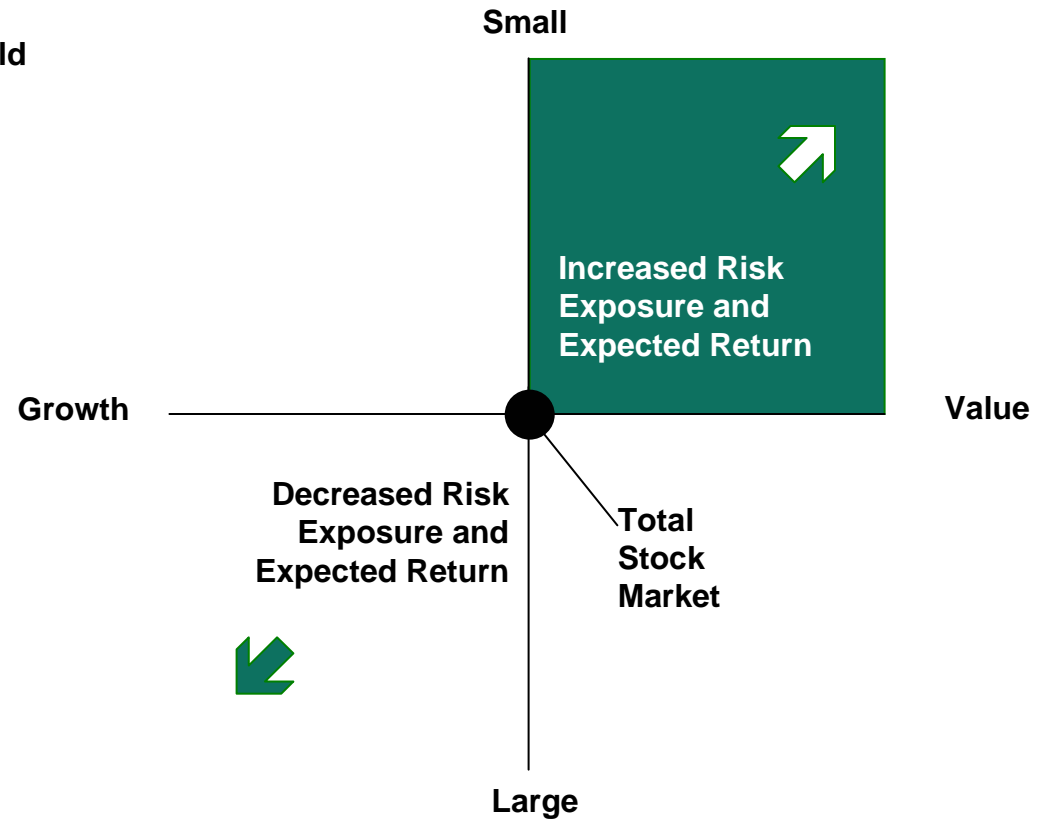 Small
ld
Increased Risk
Exposure and
Expected Return
Growth
Value
Decreased Risk
Exposure and
Expected Return
Total
Stock
Market
Large